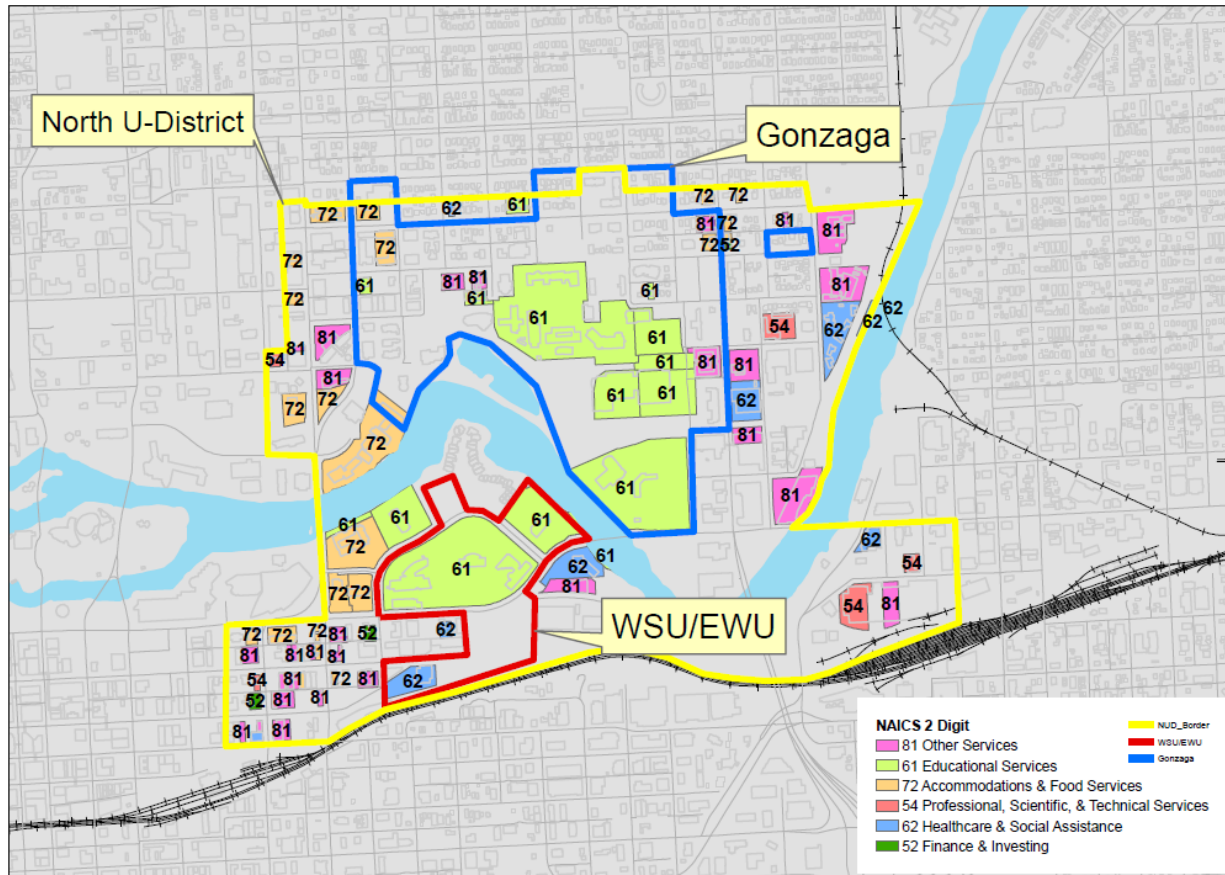 North U-District
Gonzaga
72 72
72 72 62 61 81 72 81
72 7252 81
72
61 81 81 61 81
72 61 62
61 54 62 62
81 81 61
54 61 81 81
81 61 61 62
72 72
72 81
61 81
61 61 61
72 61 62
61 62 54
72 72 81 54 81
WSU/EWU
72 72 72 81 52 62
81 81 81 81
54 81 72 81 62
52 81 81
81 81
NAICS 2 Digit
81 Other Services
61 Educational Services
72 Accommodations & Food Services
54 Professional, Scientific, & Technical Services
62 Healthcare & Social Assistance
52 Finance & Investing
NUD_Border
WSU/EWU
Gonzaga